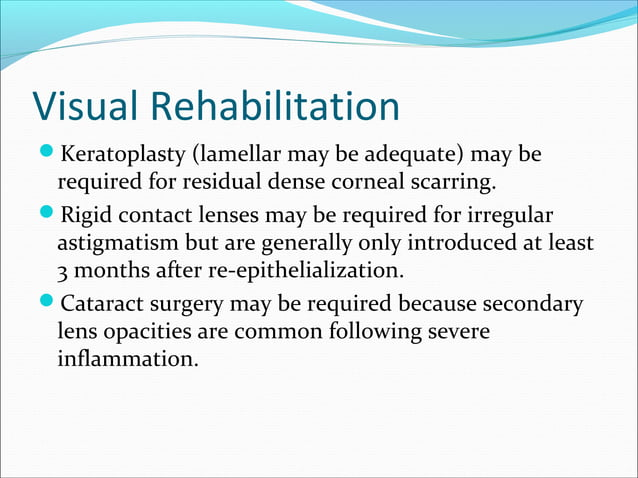 Visual Rehabilitation
Keratoplasty (lamellar may be adequate) may be
required for residual dense corneal scarring.
Rigid contact lenses may be required for irregular
astigmatism but are generally only introduced at least
3 months after re-epithelialization.
Cataract surgery may be required because secondary
lens opacities are common following severe
inflammation.